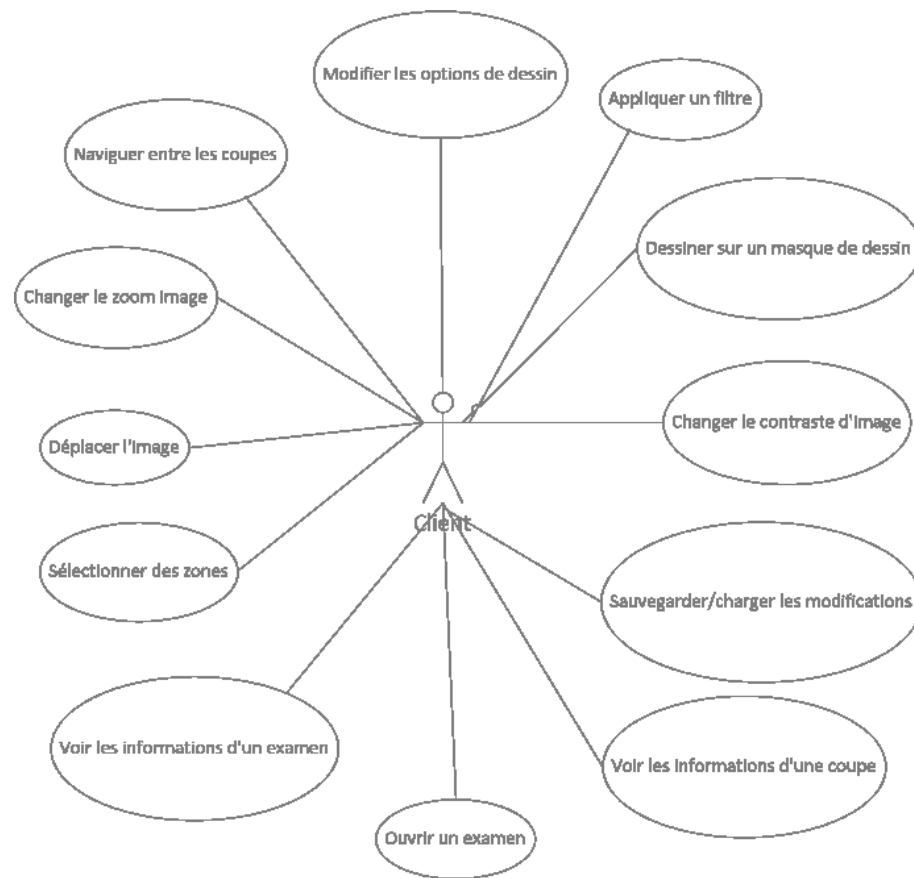 Modifier les options de dessin
Appliquer un filtre
Naviguer entre les coupes
Dessiner sur un masque de dessin
Changer le zoom image
Changer le contraste d'image
Déplacer l'image
Client
Sélectionner des zones
Sauvegarder/charger les modifications
Voir les informations d'un examen
Voir les informations d'une coupe
Ouvrir un examen